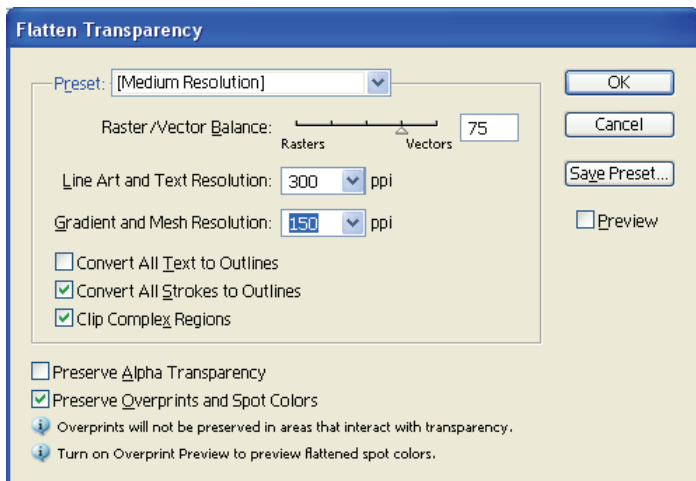 Flatten Transparency
Preset: [Medium Resolution]
OK
Raster/Vector Balance: 75
Rasters Vectors
Cancel
Line Art and Text Resolution: 300 ppi
Save Preset...
Gradient and Mesh Resolution: 150 ppi
Preview
Convert All Text to Outlines
Convert All Strokes to Outlines
Clip Complex Regions
Preserve Alpha Transparency
Preserve Overprints and Spot Colors
Overprints will not be preserved in areas that interact with transparency.
Turn on Overprint Preview to preview flattened spot colors.